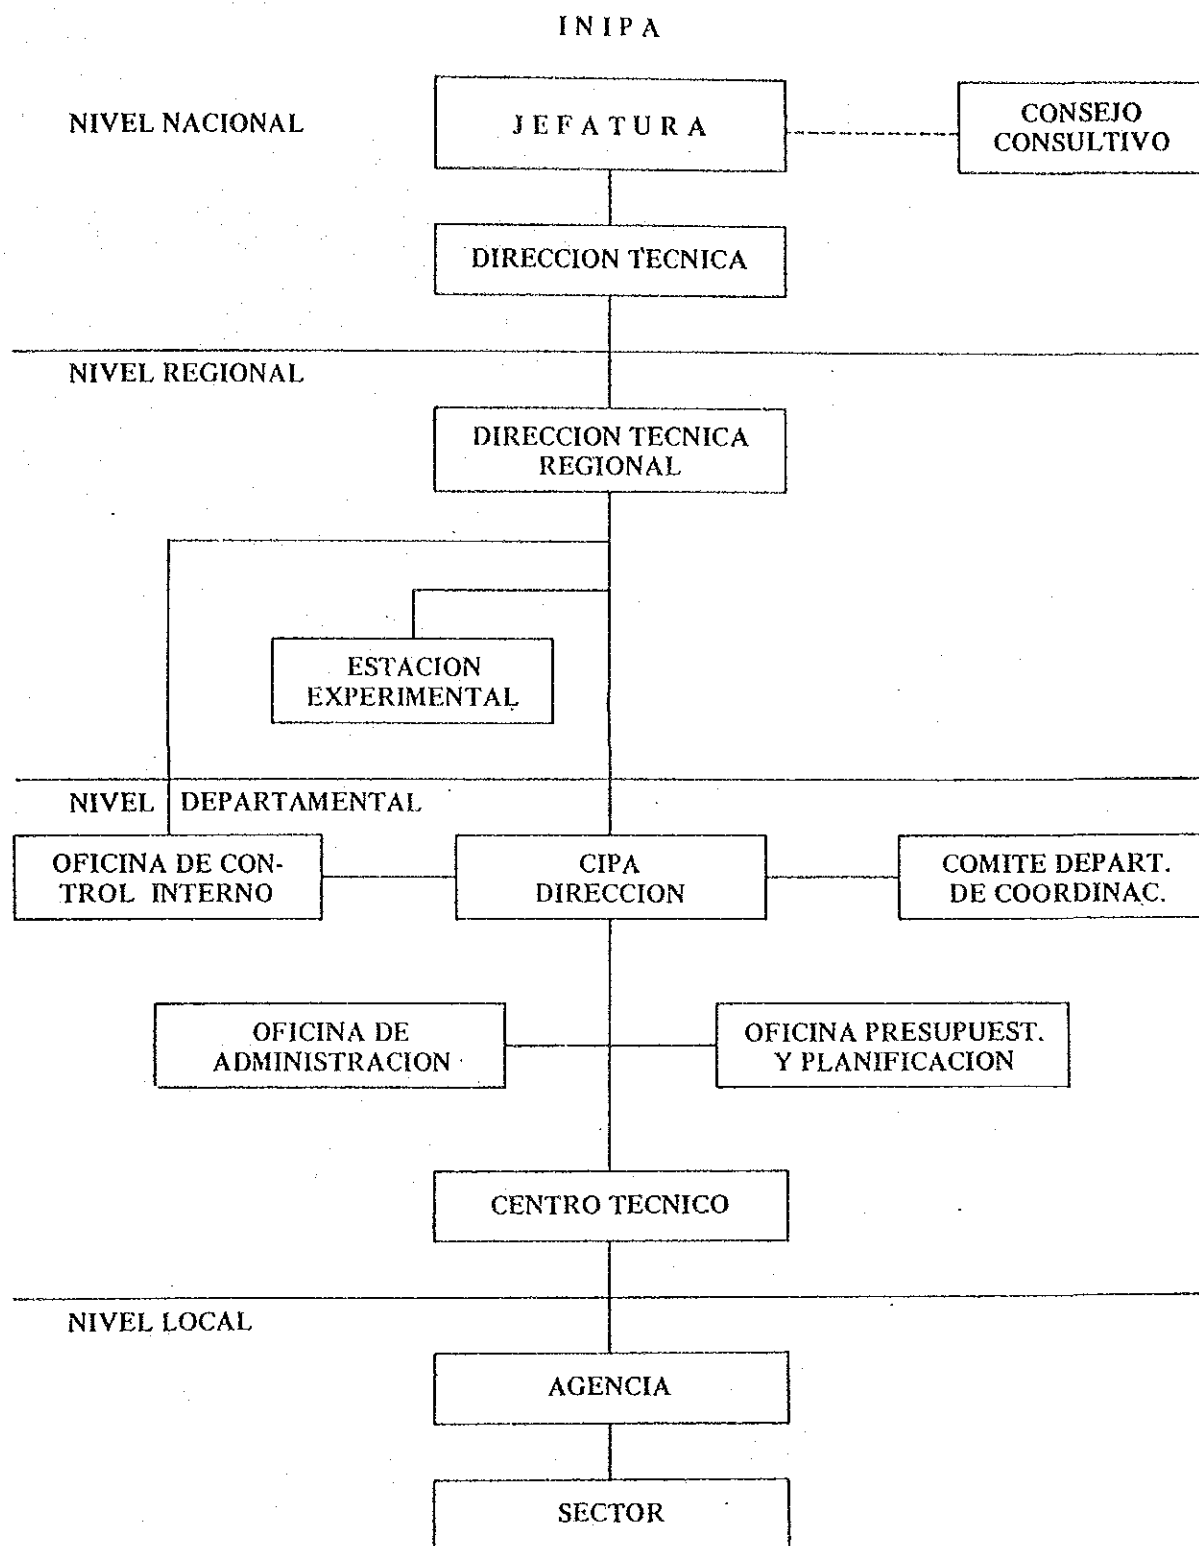 I N I P A
NIVEL NACIONAL
J E F A T U R A
CONSEJO
CONSULTIVO
DIRECCION TECNICA
NIVEL REGIONAL
DIRECCION TECNICA
REGIONAL
ESTACION
EXPERIMENTAL
NIVEL DEPARTAMENTAL
OFICINA DE CON-
TROL INTERNO
CIPA
DIRECCION
COMITE DEPART.
DE COORDINAC.
OFICINA DE
ADMINISTRACION
OFICINA PRESUPUEST.
Y PLANIFICACION
CENTRO TECNICO
NIVEL LOCAL
AGENCIA
SECTOR